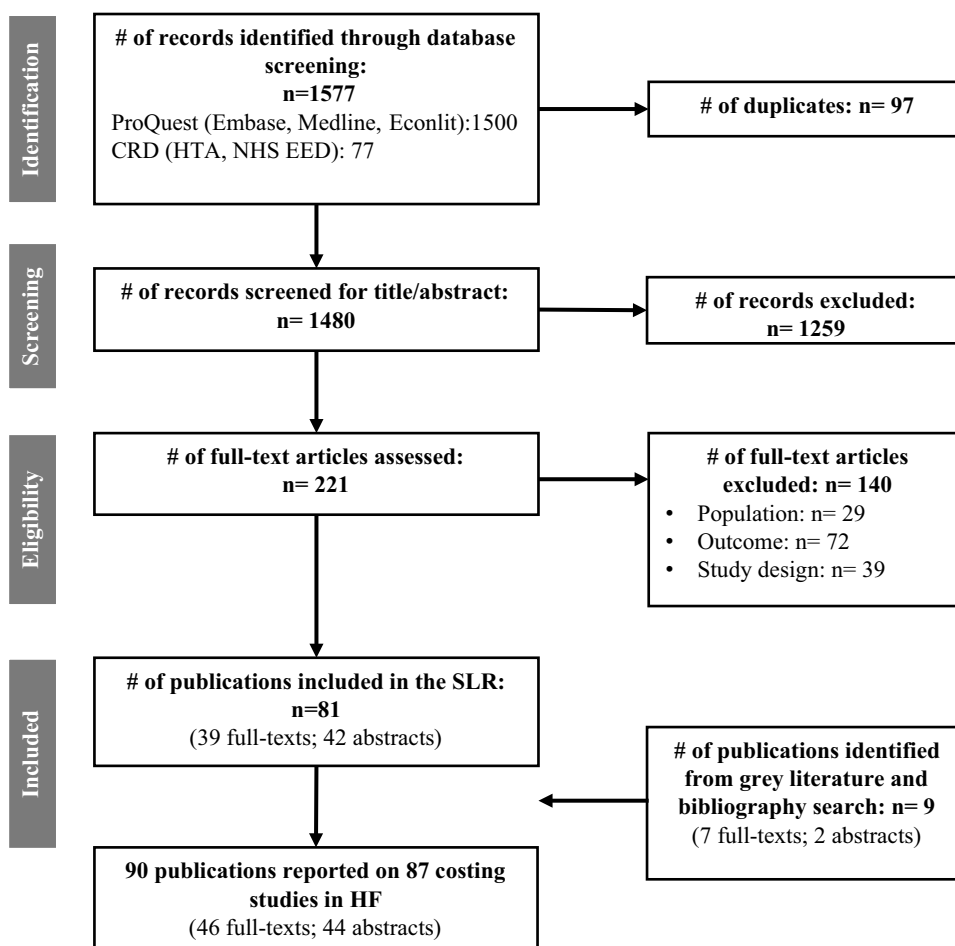 Identification
# of records identified through database
screening:
n=1577
ProQuest (Embase, Medline, Econlit):1500
CRD (HTA, NHS EED): 77
# of duplicates: n= 97
Screening
# of records screened for title/abstract:
n= 1480
# of records excluded:
n= 1259
Eligibility
# of full-text articles assessed:
n= 221
# of full-text articles
excluded: n= 140
• Population: n= 29
• Outcome: n= 72
• Study design: n= 39
Included
# of publications included in the SLR:
n=81
(39 full-texts; 42 abstracts)
# of publications identified
from grey literature and
bibliography search: n= 9
(7 full-texts; 2 abstracts)
90 publications reported on 87 costing
studies in HF
(46 full-texts; 44 abstracts)